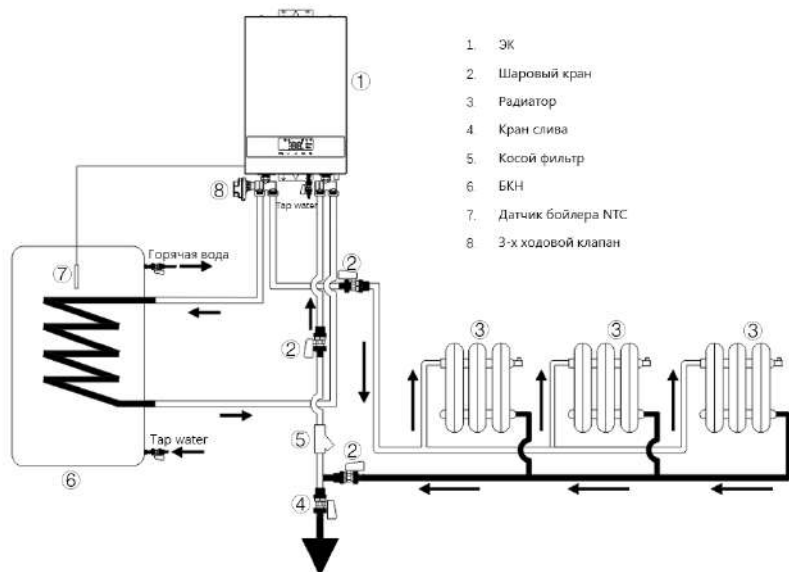 1. ЭК
2 Шаровый кран
3 Радиатор
4 Кран слива
5 Косой фильтр
6 БКН
7. Датчик бойлера NTC
8 3-х ходовой клапан
①
⑧
Tap water
Горячая вода
⑦
②
②
③ ③ ③
⑤
Tap water
②
⑥
④